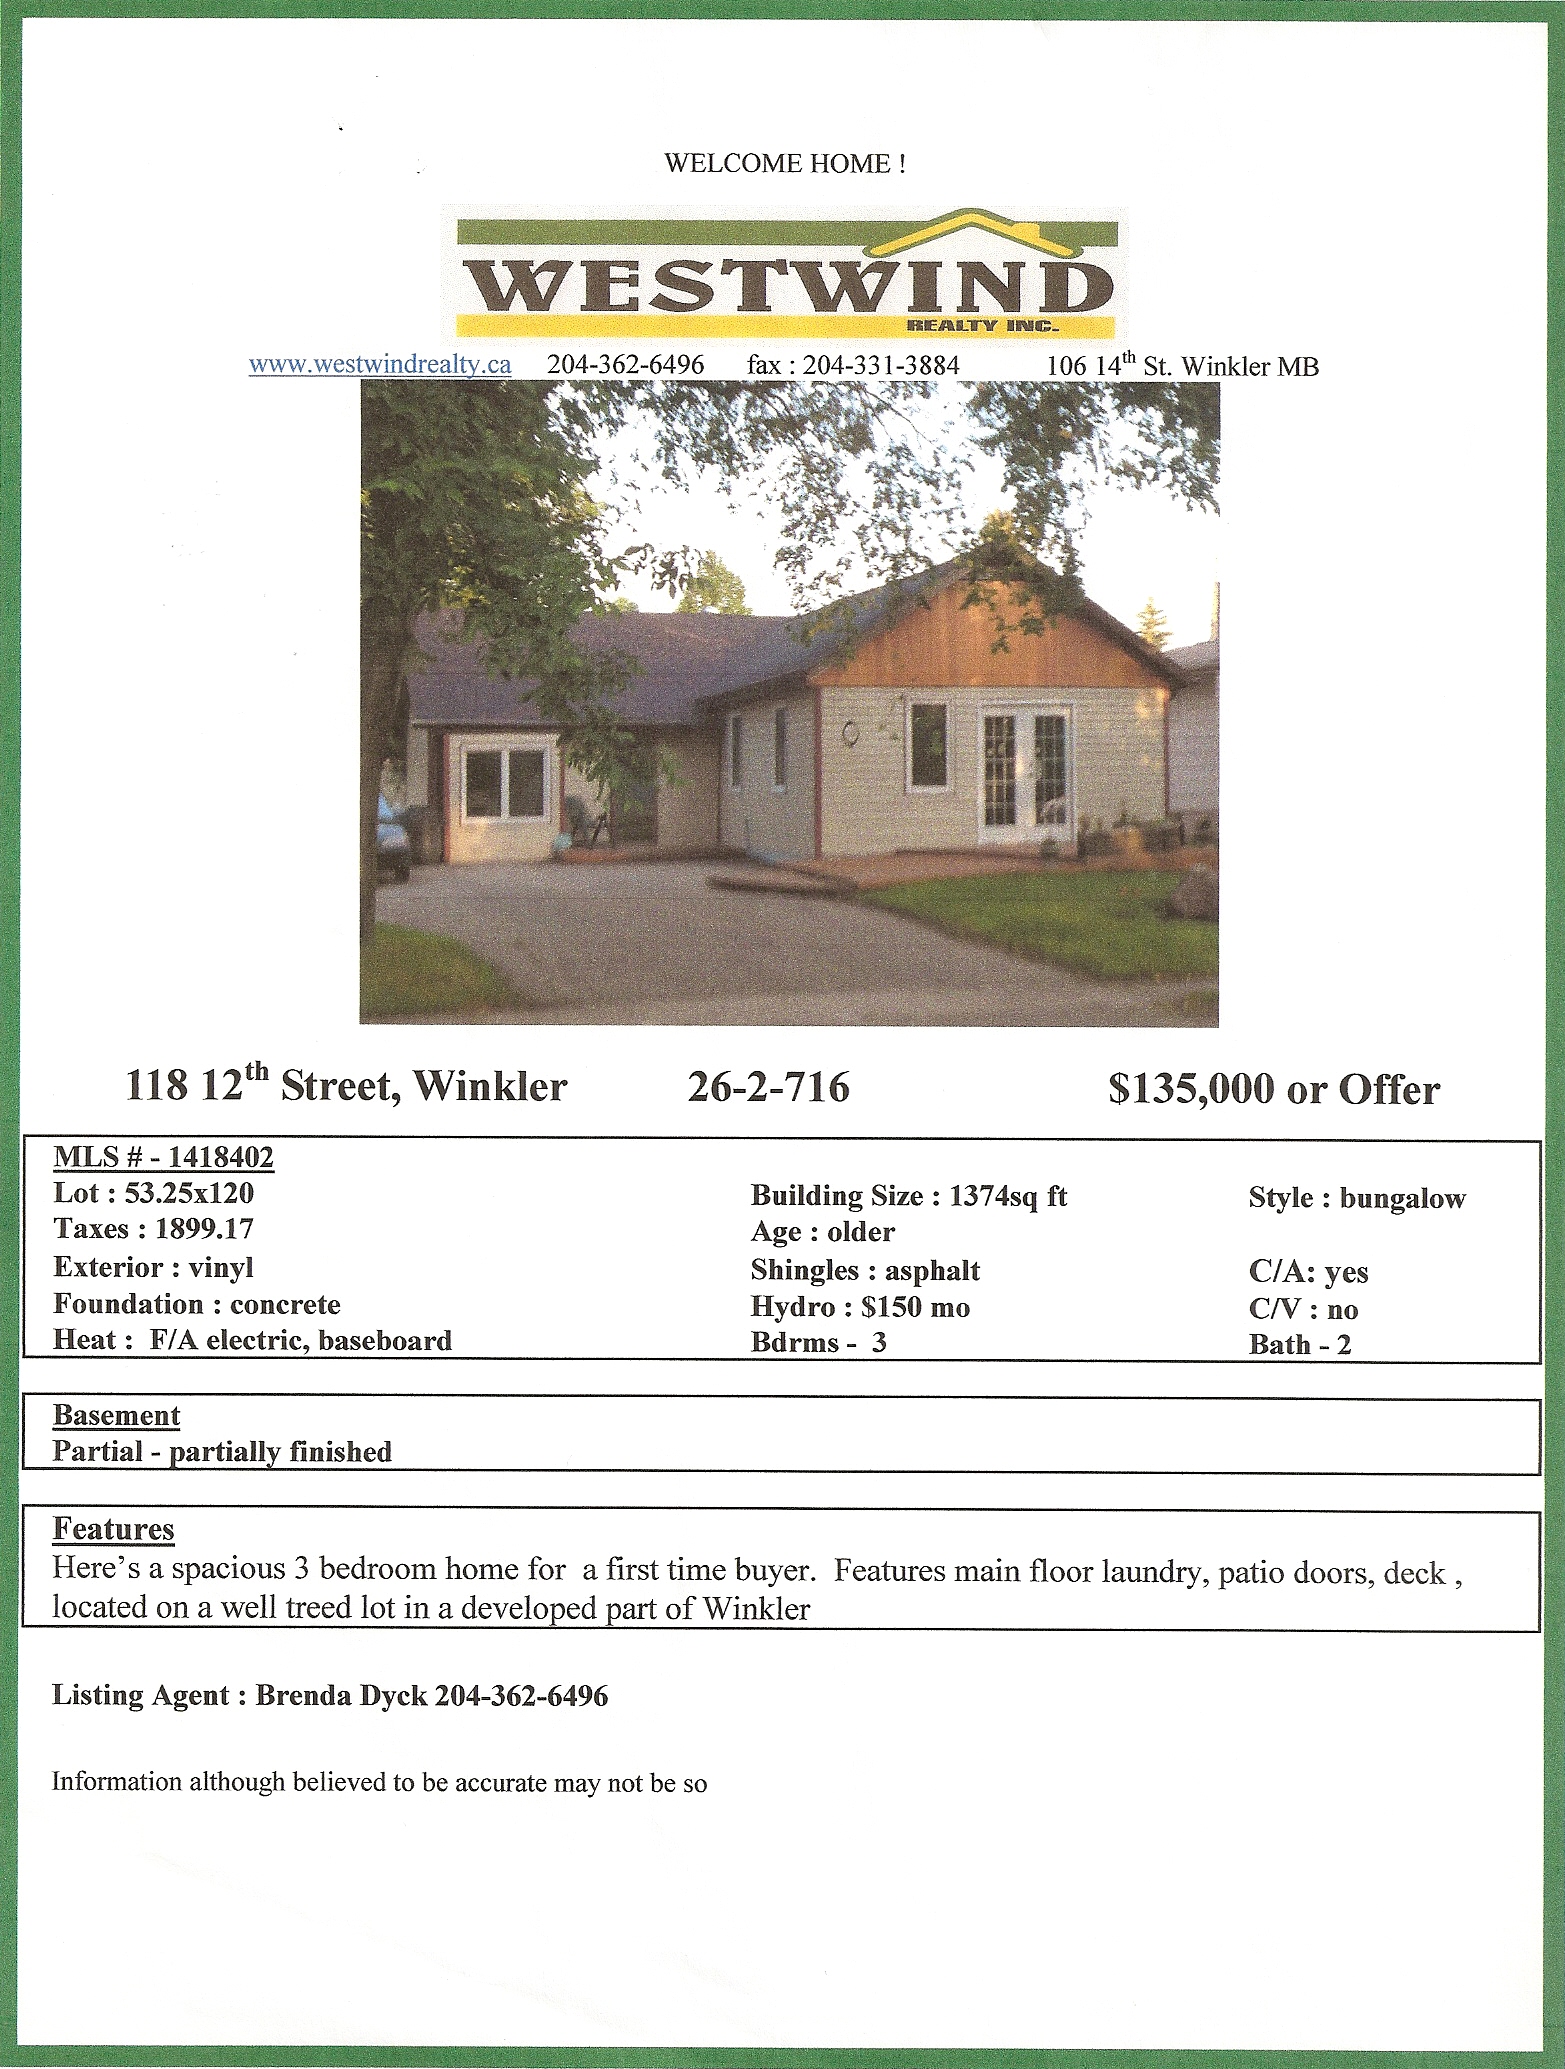 WELCOME HOME !
WESTWIND
REALTY INC.
www.westwindrealty.ca 204-362-6496 fax : 204-331-3884 106 14th St. Winkler MB
118 12th Street, Winkler 26-2-716 $135,000 or Offer
MLS # - 1418402
Lot : 53.25x120 Building Size : 1374sq ft Style : bungalow
Taxes : 1899.17 Age : older
Exterior : vinyl Shingles : asphalt C/A: yes
Foundation : concrete Hydro : $150 mo C/V : no
Heat : F/A electric, baseboard Bdrms - 3 Bath - 2
Basement
Partial - partially finished
Features
Here's a spacious 3 bedroom home for a first time buyer. Features main floor laundry, patio doors, deck ,
located on a well treed lot in a developed part of Winkler
Listing Agent : Brenda Dyck 204-362-6496
Information although believed to be accurate may not be so